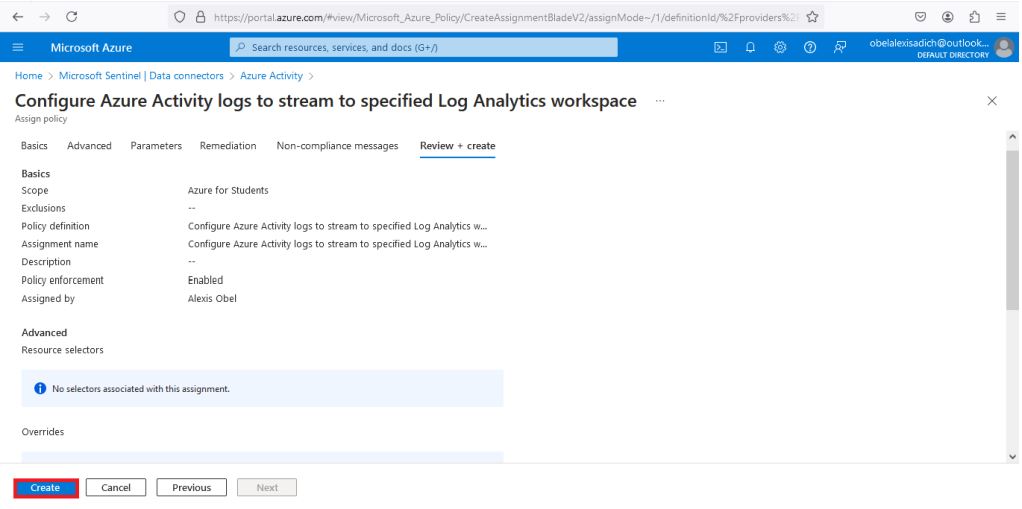 https://portal.azure.com/#view/Microsoft_Azure_Policy/CreateAssignmentBladeV2/assignMode~/1/definitionId/%2Fproviders%2F
Microsoft Azure
Search resources, services, and docs (G+/)
obelalexisadich@outlook...
DEFAULT DIRECTORY
Home > Microsoft Sentinel | Data connectors > Azure Activity >
Configure Azure Activity logs to stream to specified Log Analytics workspace ...
Assign policy
Basics Advanced Parameters Remediation Non-compliance messages Review + create
Basics
Scope Azure for Students
Exclusions --
Policy definition Configure Azure Activity logs to stream to specified Log Analytics w...
Assignment name Configure Azure Activity logs to stream to specified Log Analytics w...
Description --
Policy enforcement Enabled
Assigned by Alexis Obel
Advanced
Resource selectors
No selectors associated with this assignment.
Overrides
Create Cancel Previous Next